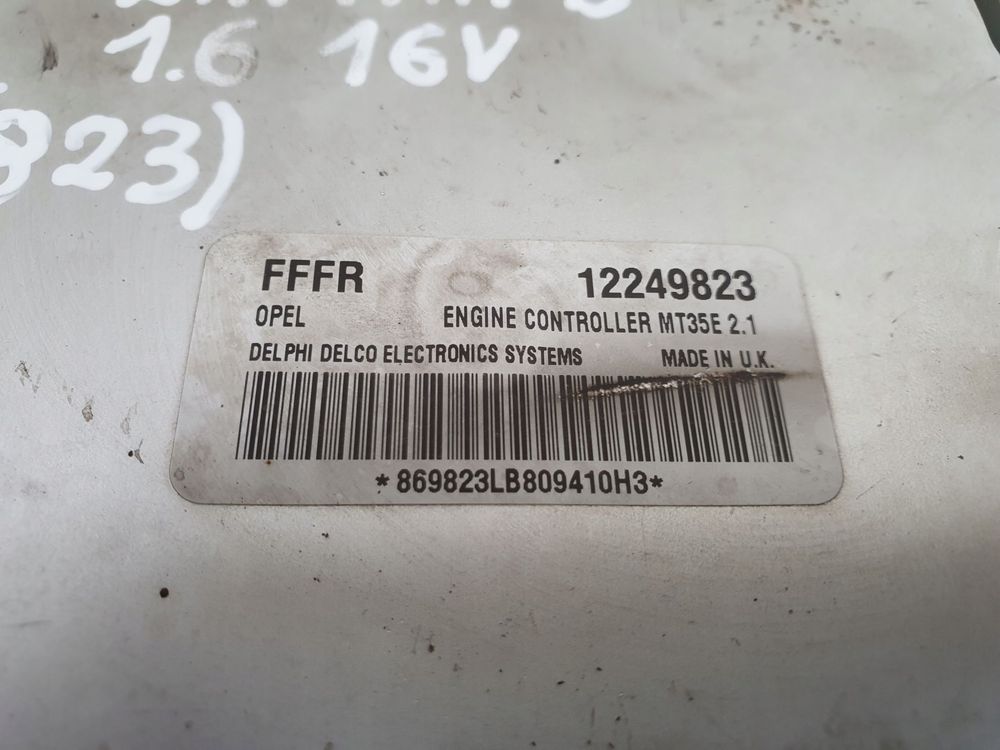 1.6 16V
823)
FFFR 12249823
OPEL ENGINE CONTROLLER MT35E 2.1
DELPHI DELCO ELECTRONICS SYSTEMS MADE IN U.K.
*869823LB809410H3*